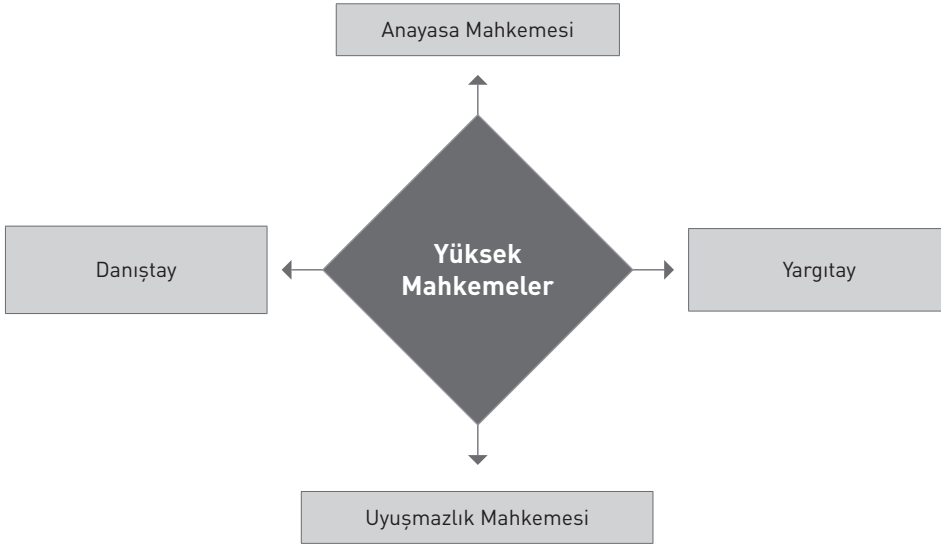 Anayasa Mahkemesi
Danıştay
Yüksek
Mahkemeler
Yargıtay
Uyuşmazlık Mahkemesi